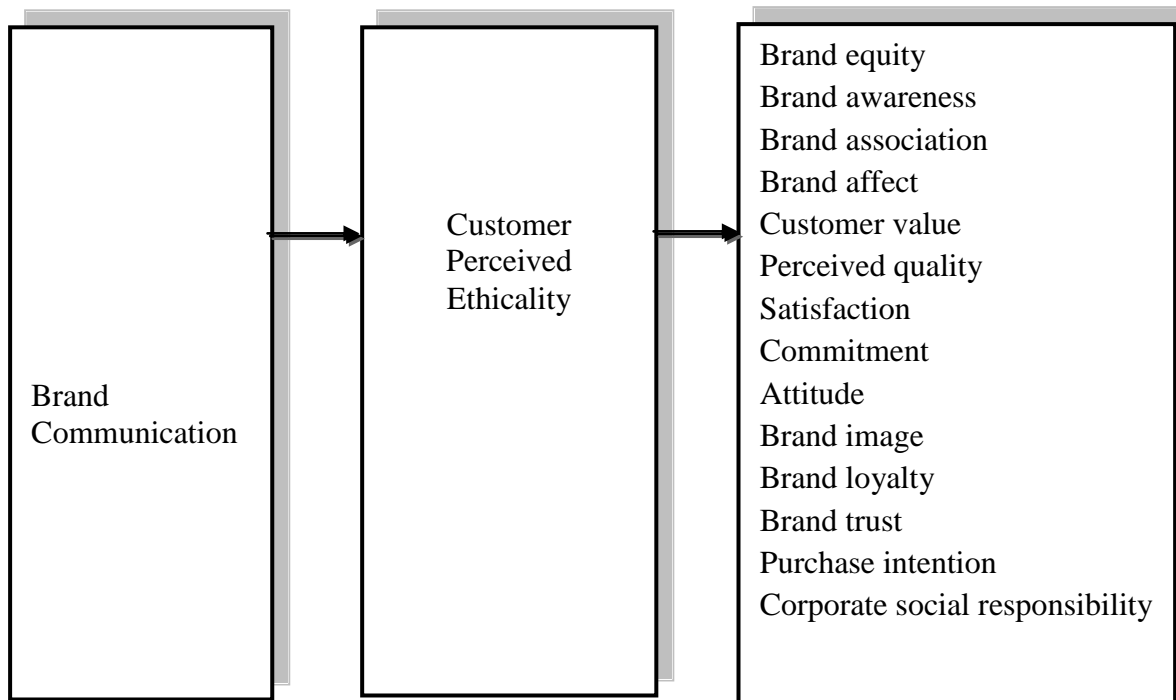 Brand
Communication
Customer
Perceived
Ethicality
Brand equity
Brand awareness
Brand association
Brand affect
Customer value
Perceived quality
Satisfaction
Commitment
Attitude
Brand image
Brand loyalty
Brand trust
Purchase intention
Corporate social responsibility